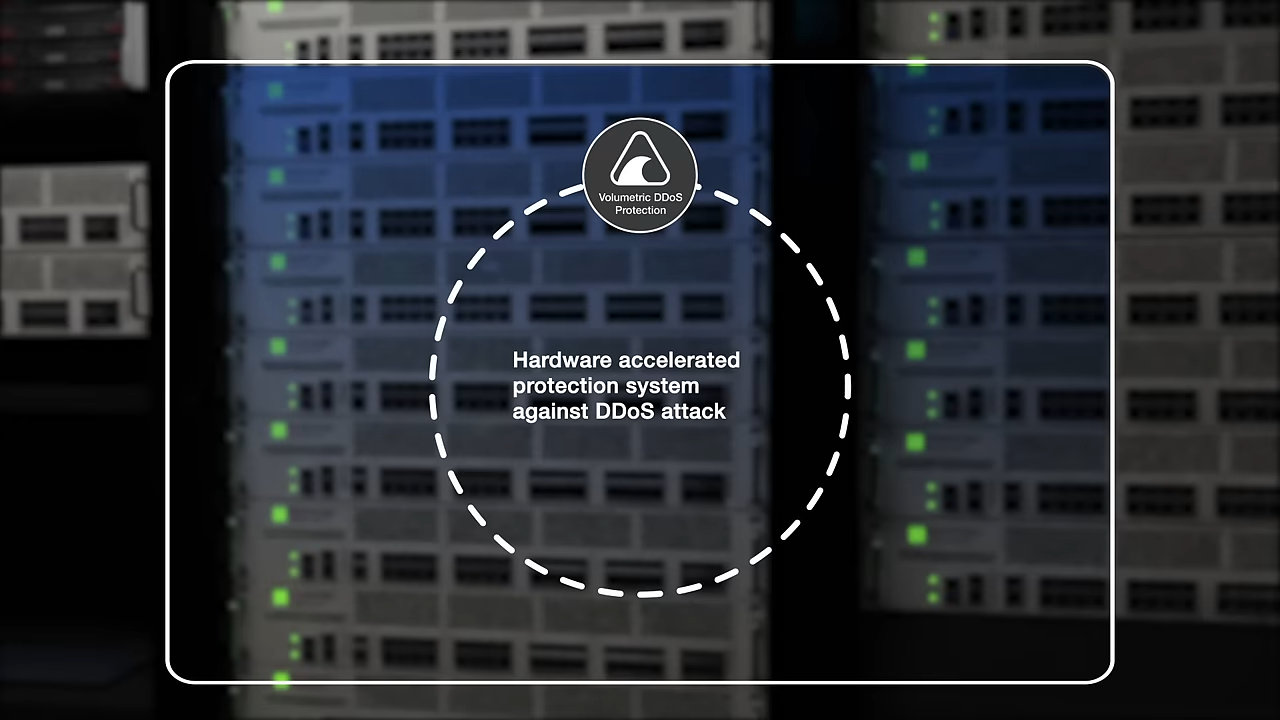 Volumetric DDoS
Protection
Hardware accelerated
protection system
against DDoS attack